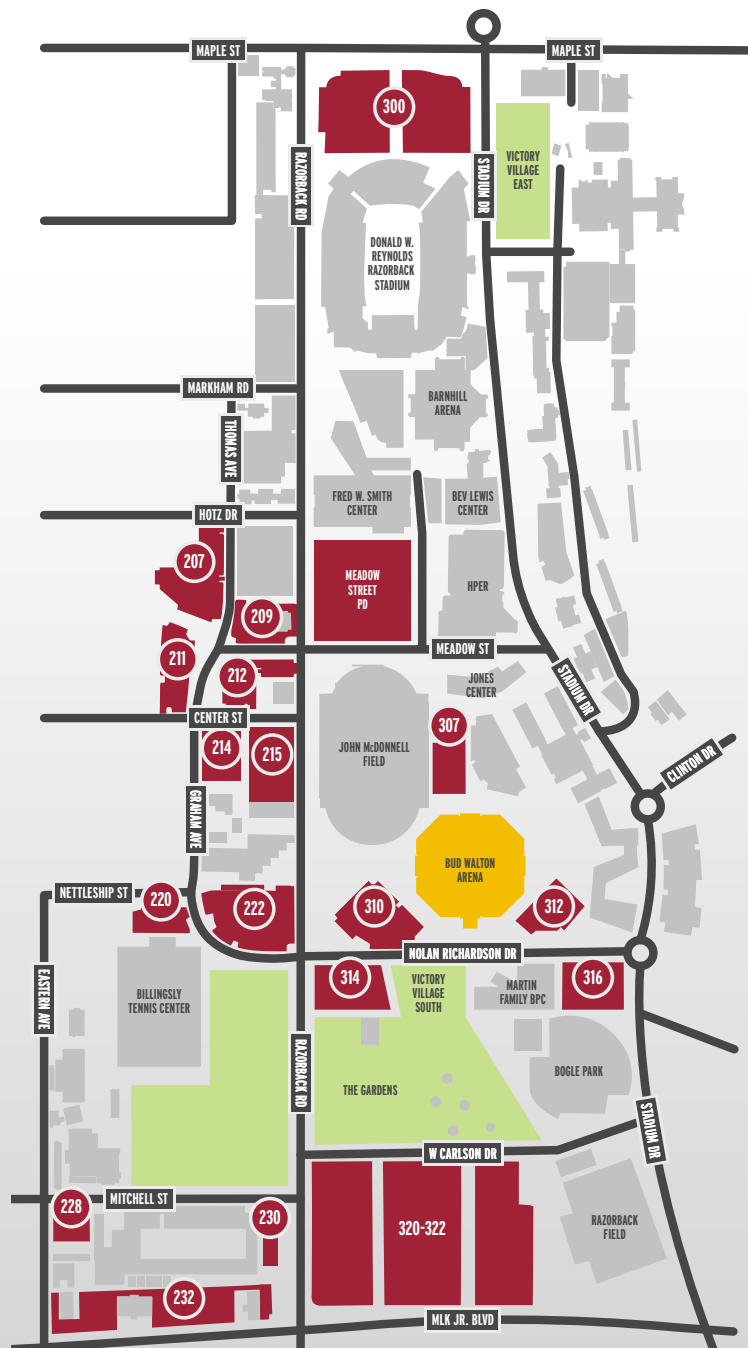 MAPLE ST
MAPLE ST
300
RAZORBACK RD
STADIUM DR
VICTORY
VILLAGE
EAST
DONALD W.
REYNOLDS
RAZORBACK
STADIUM
MARKHAM RD
BARNHILL
ARENA
THOMAS AVE
FRED W. SMITH
CENTER
BEV LEWIS
CENTER
HOTZ DR
207
MEADOW
STREET
PD
HPER
209
MEADOW ST
211
212
JONES
CENTER
STADIUM DR
CENTER ST
307
214
215
JOHN McDONNELL
FIELD
CLINTON DR
GRAHAM AVE
BUD WALTON
ARENA
NETTLESHIP ST
220
222
310
312
NOLAN RICHARDSON DR
314
VICTORY
VILLAGE
SOUTH
MARTIN
FAMILY BPC
316
EASTERN AVE
BILLINGSLY
TENNIS CENTER
RAZORBACK RD
THE GARDENS
BOGLE PARK
STADIUM DR
W CARLSON DR
MITCHELL ST
228
230
320-322
RAZORBACK
FIELD
232
MLK JR. BLVD